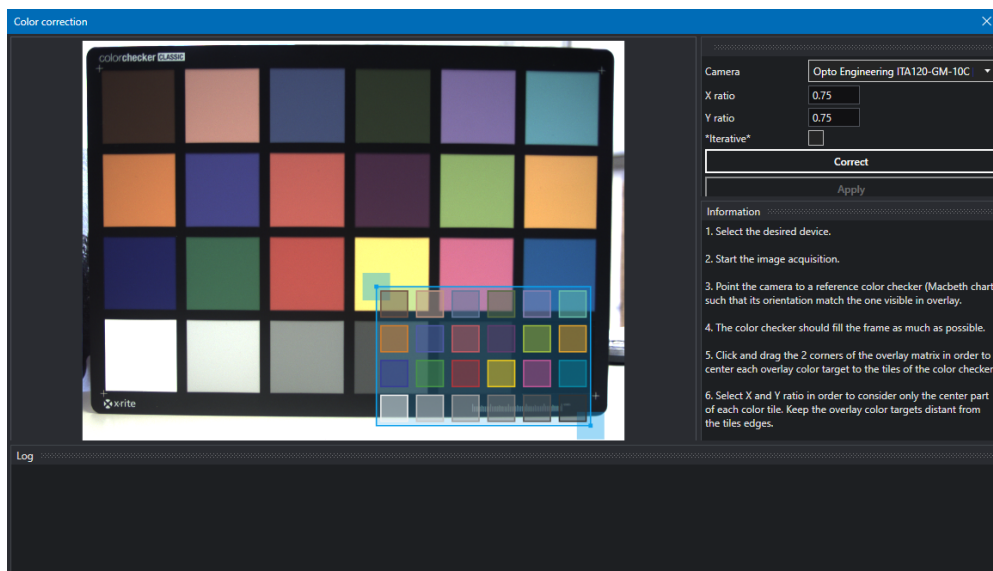 Color correction
colorchecker CLASSIC
x-rite
Camera
Opto Engineering ITA120-GM-10C
X ratio
0.75
Y ratio
0.75
*Iterative*
Correct
Apply
Information
1. Select the desired device.
2. Start the image acquisition.
3. Point the camera to a reference color checker (Macbeth chart
such that its orientation match the one visible in overlay.
4. The color checker should fill the frame as much as possible.
5. Click and drag the 2 corners of the overlay matrix in order to
center each overlay color target to the tiles of the color checker
6. Select X and Y ratio in order to consider only the center part
of each color tile. Keep the overlay color targets distant from
the tiles edges.
Log